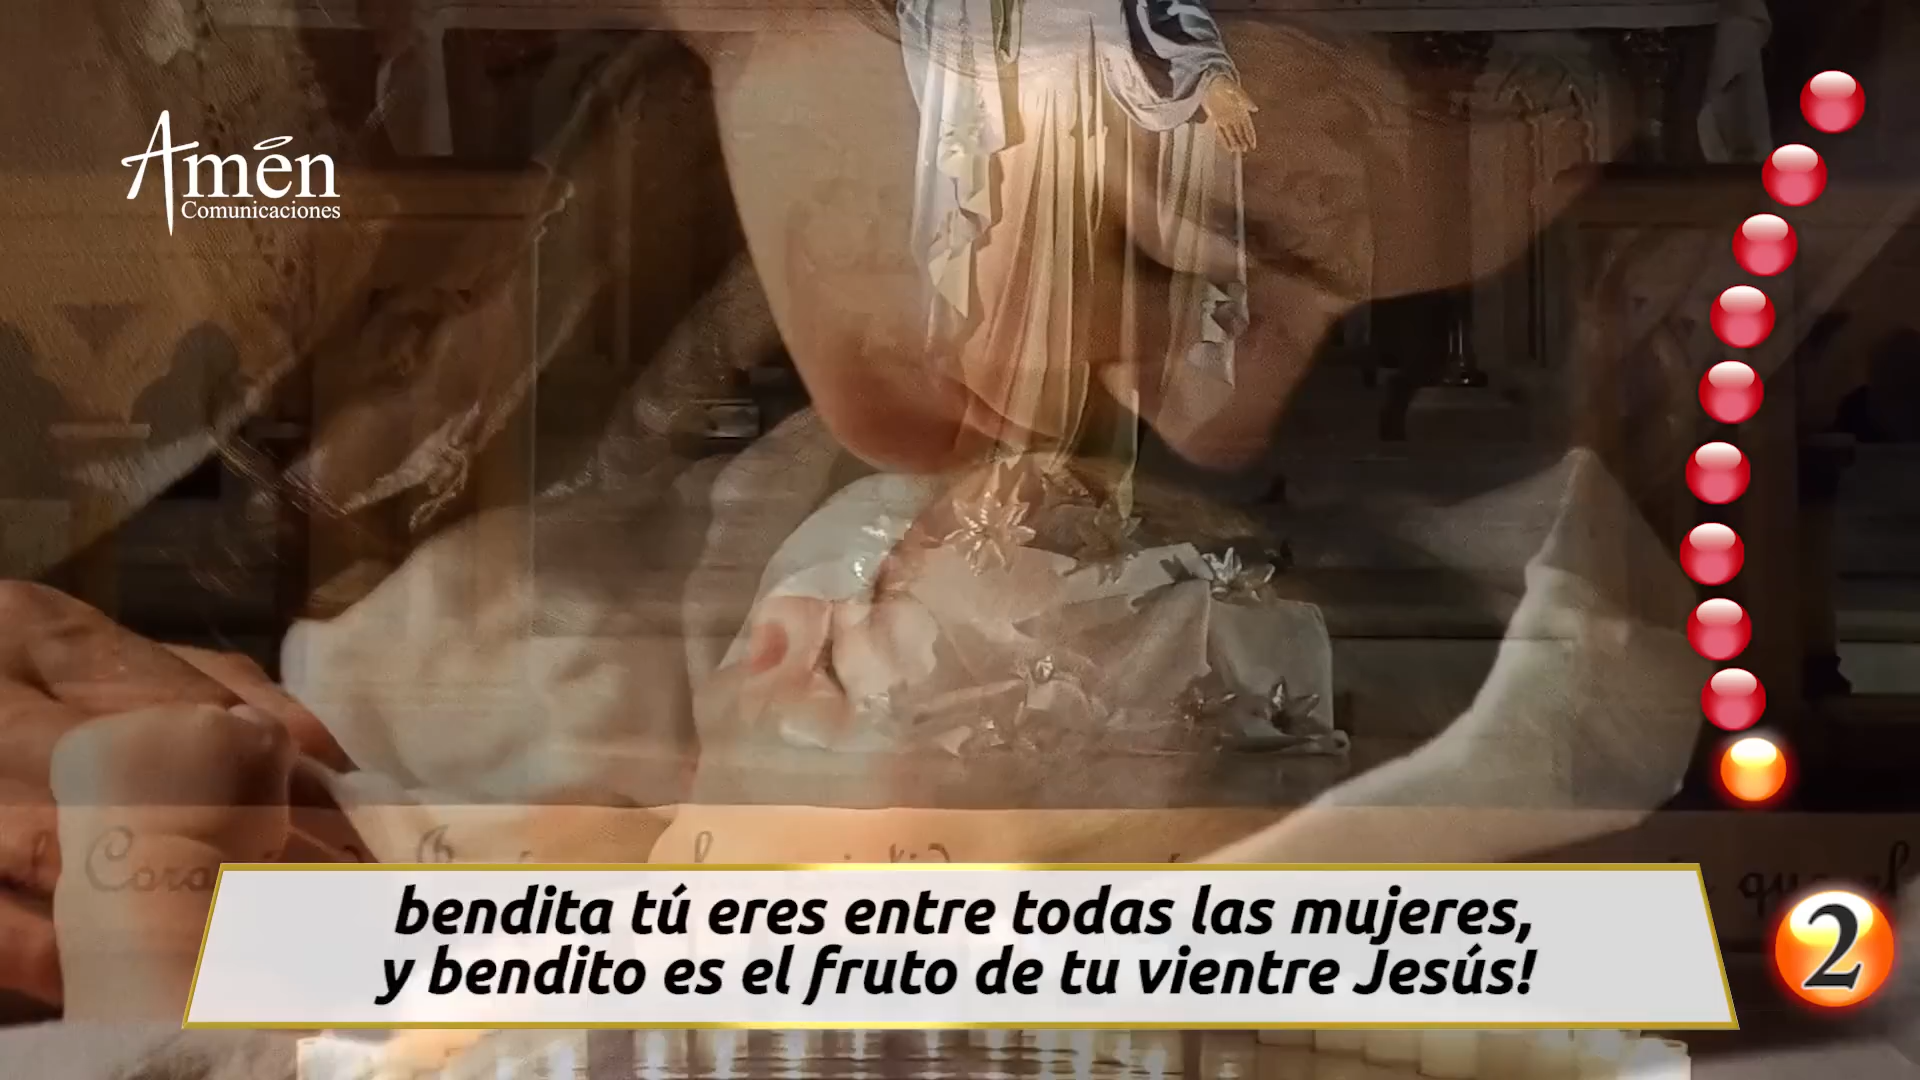 Amén
Comunicaciones
bendita tú eres entre todas las mujeres,
y bendito es el fruto de tu vientre Jesús!
2